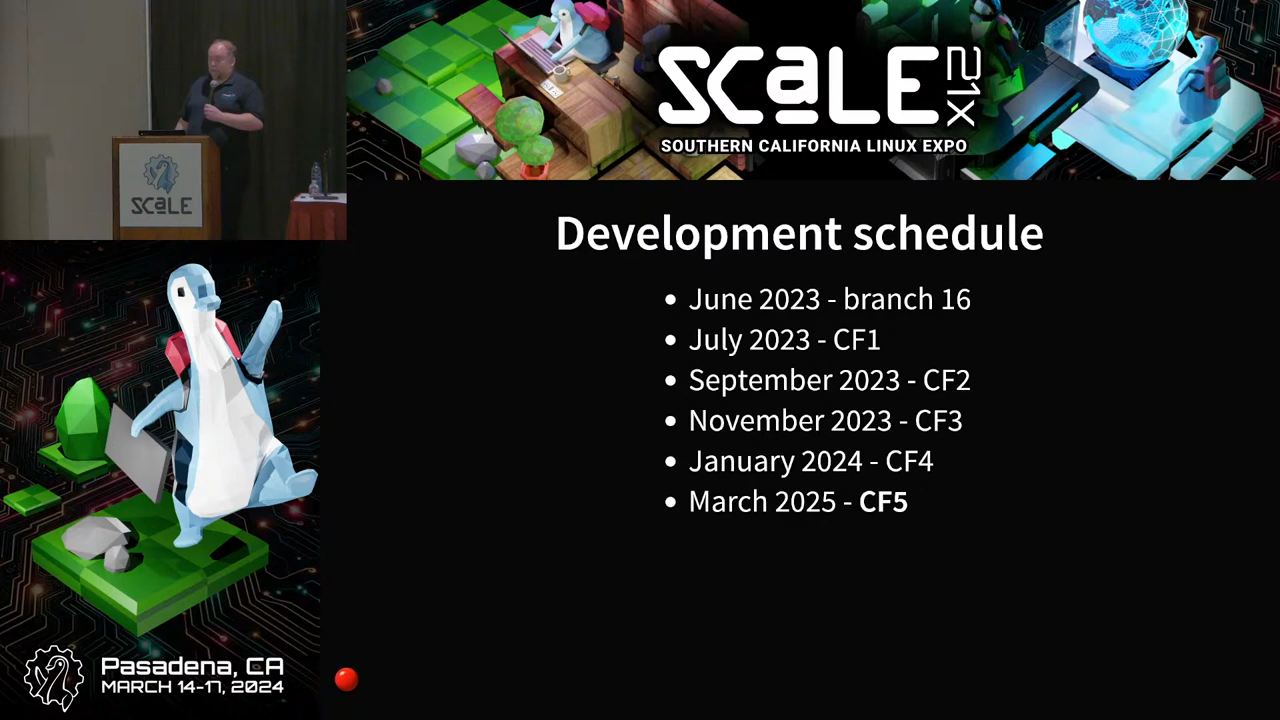 SCaLE
SCaLE 21x
SOUTHERN CALIFORNIA LINUX EXPO
Development schedule
• June 2023 - branch 16
• July 2023 - CF1
• September 2023 - CF2
• November 2023 - CF3
• January 2024 - CF4
• March 2025 - CF5
Pasadena, CA
MARCH 14-17, 2024